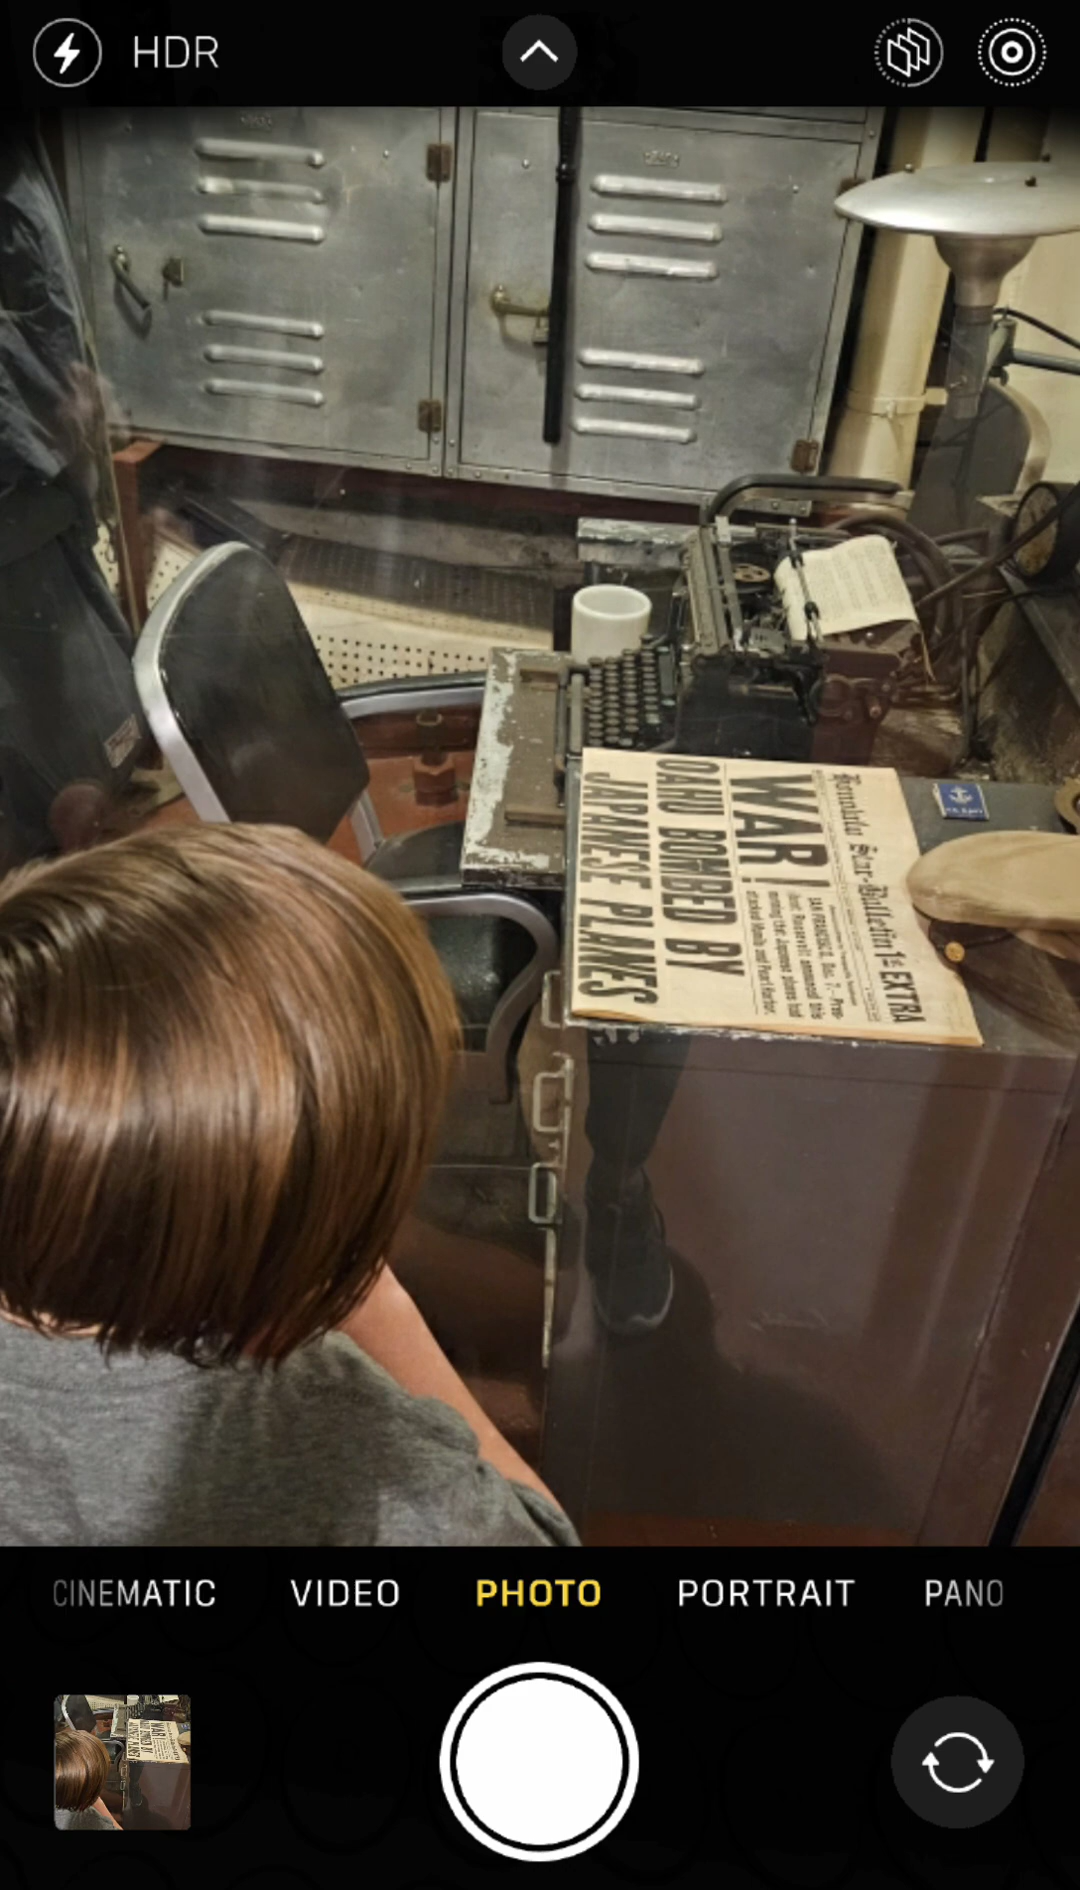 HDR
Honolulu Star-Bulletin 1st EXTRA
WAR!
SAN FRANCISCO, Dec. 7.—Pres-
ident Roosevelt announced this
morning that Japanese planes had
attacked Manila and Pearl Harbor.
OAHU BOMBED BY
JAPANESE PLANES
CINEMATIC
VIDEO
PHOTO
PORTRAIT
PANO